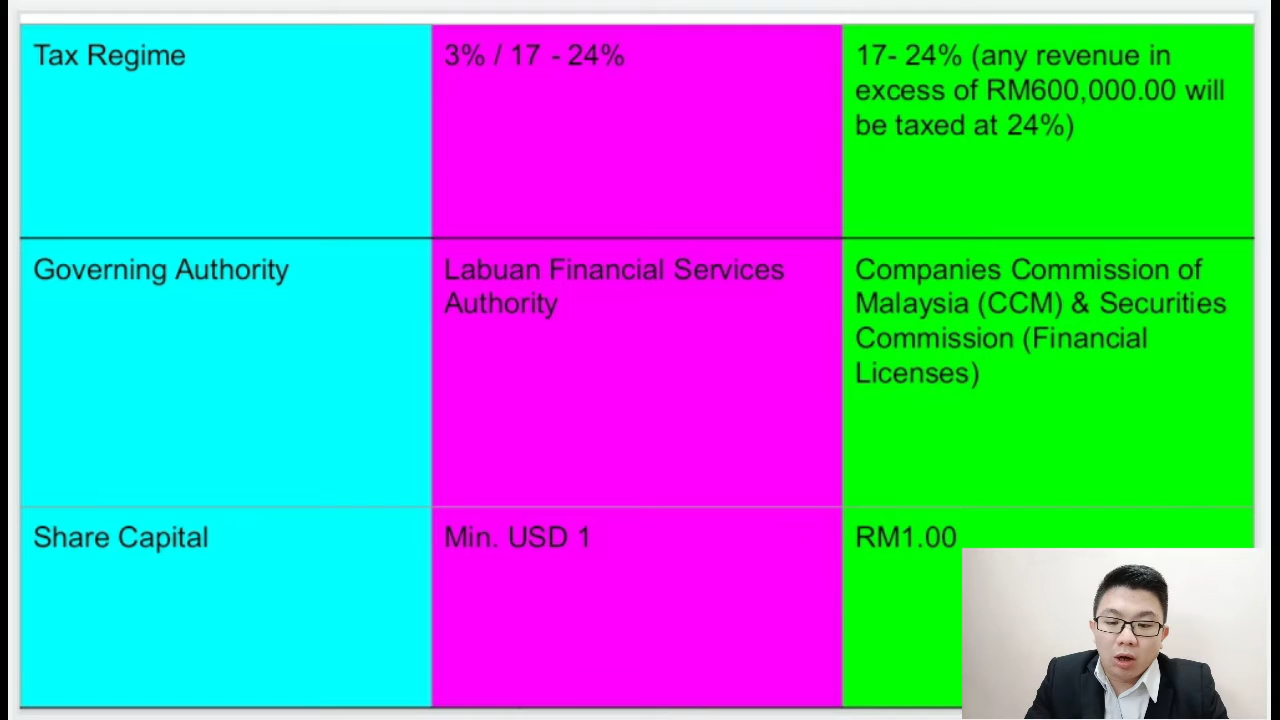 Tax Regime
3% / 17 - 24%
17- 24% (any revenue in
excess of RM600,000.00 will
be taxed at 24%)
Governing Authority
Labuan Financial Services
Authority
Companies Commission of
Malaysia (CCM) & Securities
Commission (Financial
Licenses)
Share Capital
Min. USD 1
RM1.00